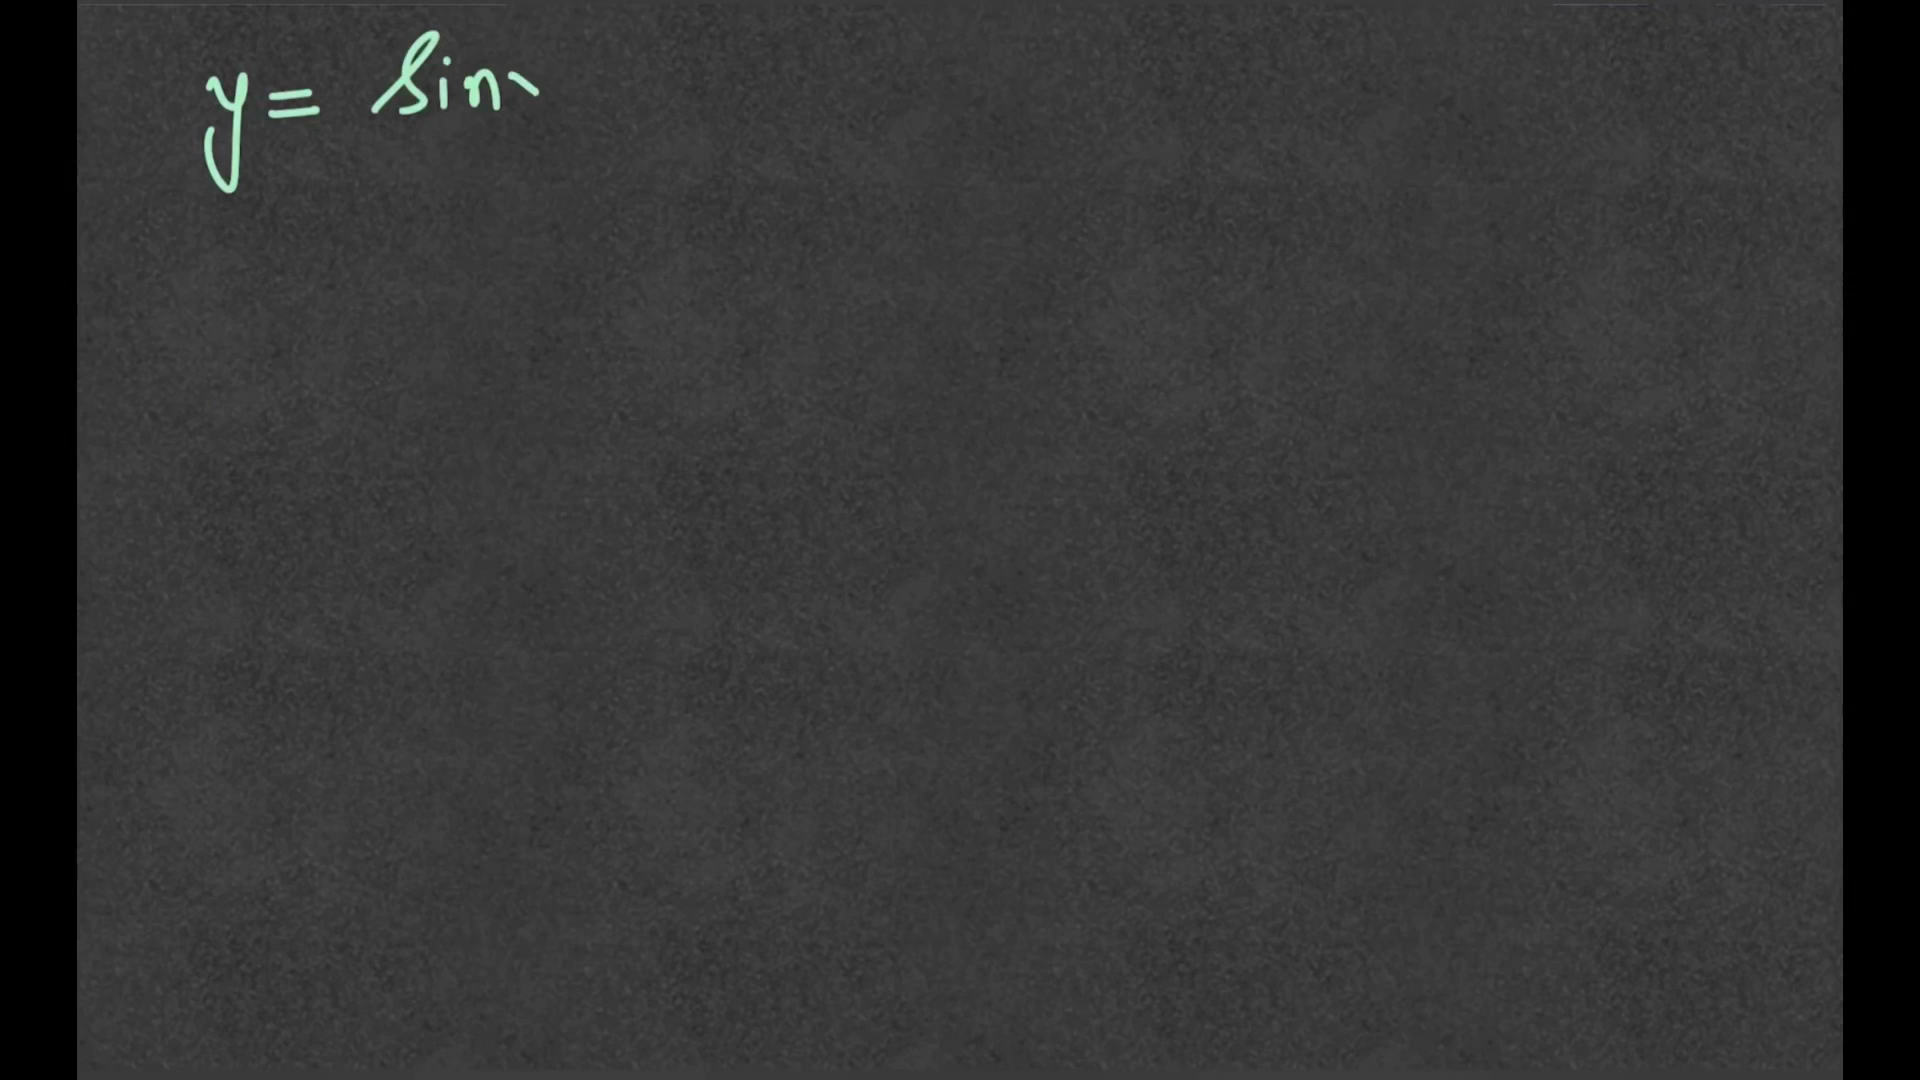 y = sin